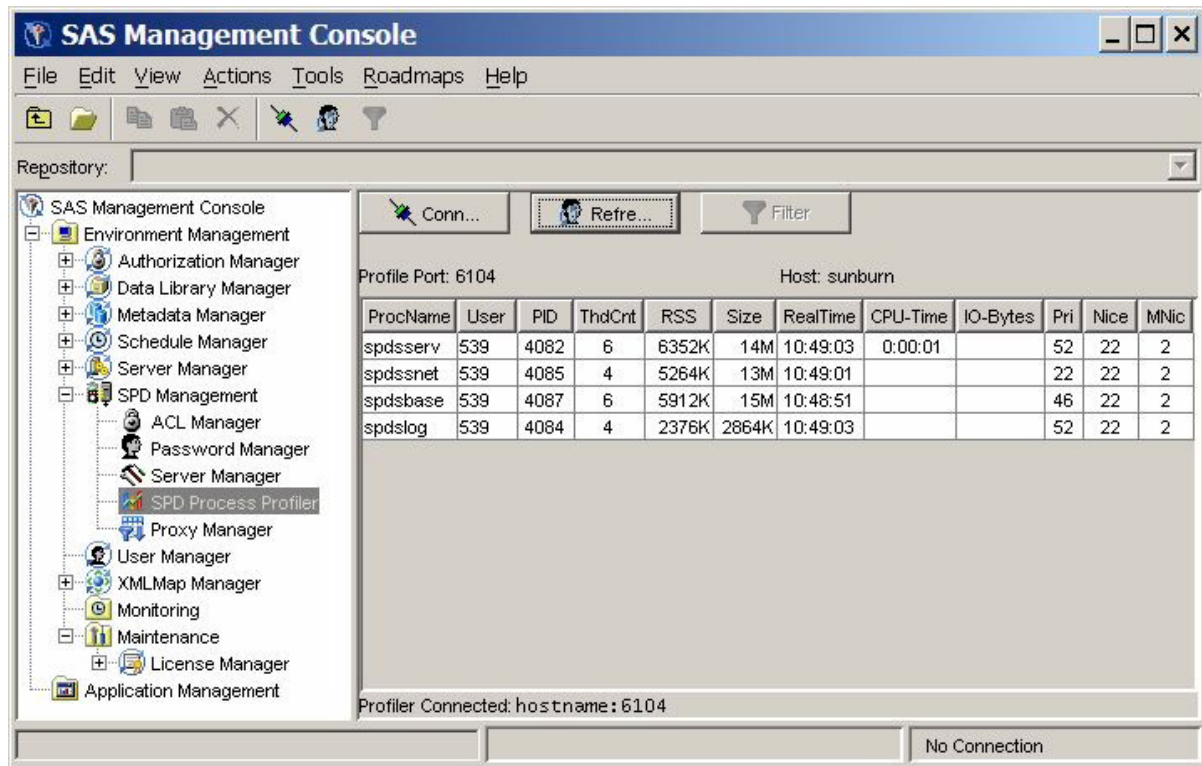 SAS Management Console
File Edit View Actions Tools Roadmaps Help
Repository:
SAS Management Console
Environment Management
Authorization Manager
Data Library Manager
Metadata Manager
Schedule Manager
Server Manager
SPD Management
ACL Manager
Password Manager
Server Manager
SPD Process Profiler
Proxy Manager
User Manager
XMLMap Manager
Monitoring
Maintenance
License Manager
Application Management
Conn... Refre... Filter
Profile Port: 6104 Host: sunburn
ProcName User PID ThdCnt RSS Size RealTime CPU-Time IO-Bytes Pri Nice MNic
spdsserv 539 4082 6 6352K 14M 10:49:03 0:00:01 52 22 2
spdssnet 539 4085 4 5264K 13M 10:49:01 22 22 2
spdsbase 539 4087 6 5912K 15M 10:48:51 46 22 2
spdslog 539 4084 4 2376K 2864K 10:49:03 52 22 2
Profiler Connected: hostname:6104
No Connection